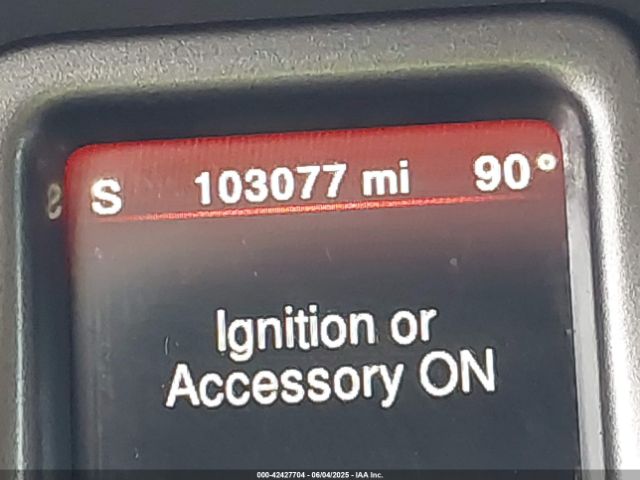 S 103077 mi 90°
Ignition or
Accessory ON
000-42427704 - 06/04/2025 - IAA Inc.